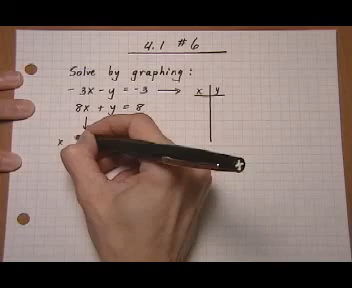 4.1 #6
Solve by graphing:
- 3x - y = -3 → x y
8x + y = 8
x